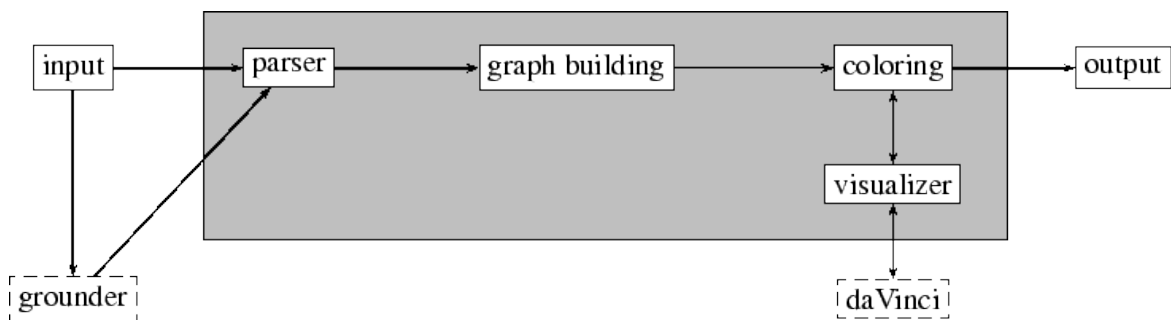 input
parser
graph building
coloring
output
visualizer
grounder
daVinci